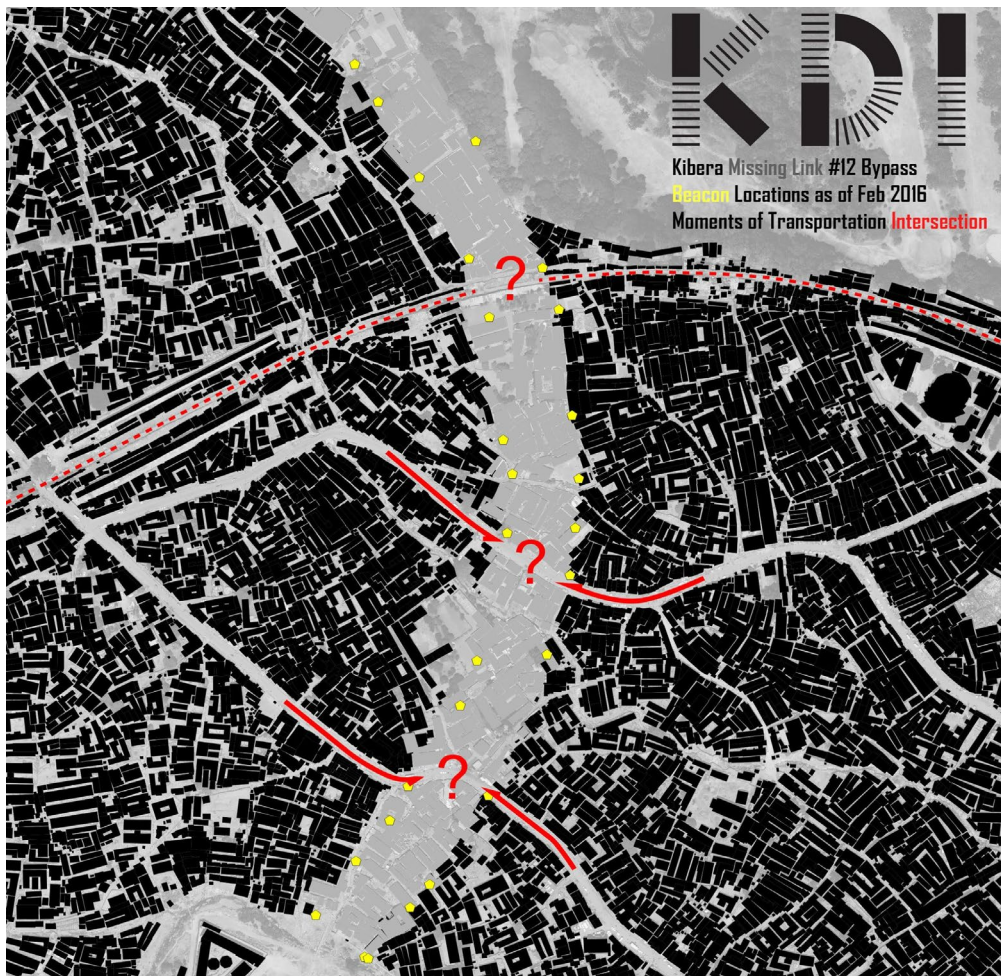 KDI
Kibera Missing Link #12 Bypass
Beacon Locations as of Feb 2016
Moments of Transportation Intersection
?
?
?